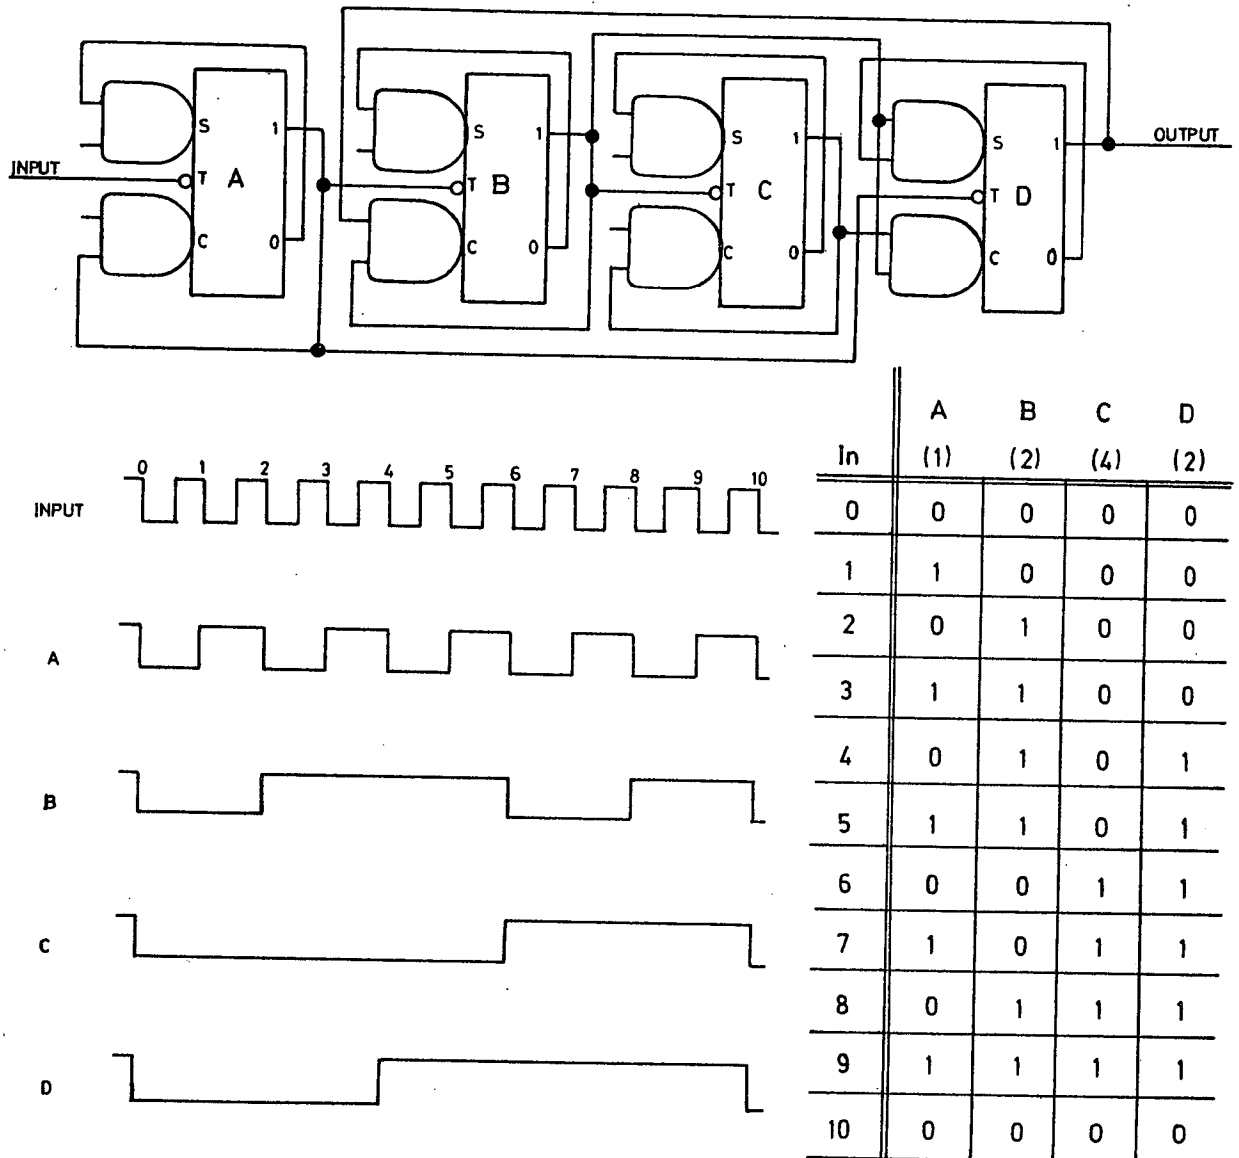 S 1 S 1 S 1 S 1 OUTPUT
INPUT T A T B T C T D
C 0 C 0 C 0 C 0
A B C D
In (1) (2) (4) (2)
0 0 0 0 0
1 1 0 0 0
2 0 1 0 0
3 1 1 0 0
4 0 1 0 1
5 1 1 0 1
6 0 0 1 1
7 1 0 1 1
8 0 1 1 1
9 1 1 1 1
10 0 0 0 0
0 1 2 3 4 5 6 7 8 9 10
INPUT
A
B
C
D